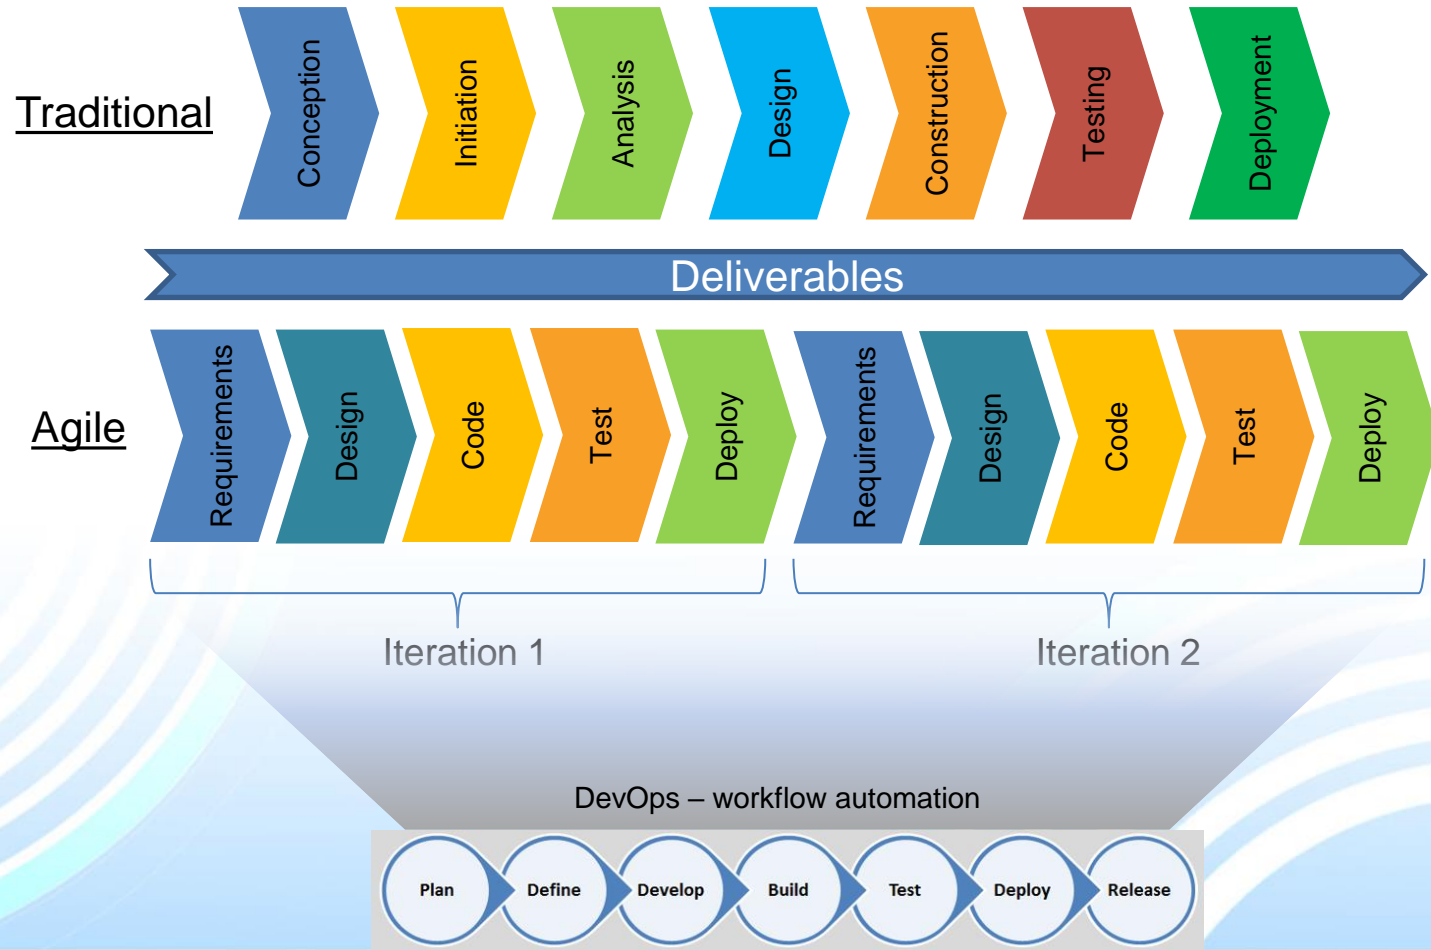 Traditional
Conception
Initiation
Analysis
Design
Construction
Testing
Deployment
Deliverables
Agile
Requirements
Design
Code
Test
Deploy
Requirements
Design
Code
Test
Deploy
Iteration 1
Iteration 2
DevOps – workflow automation
Plan
Define
Develop
Build
Test
Deploy
Release